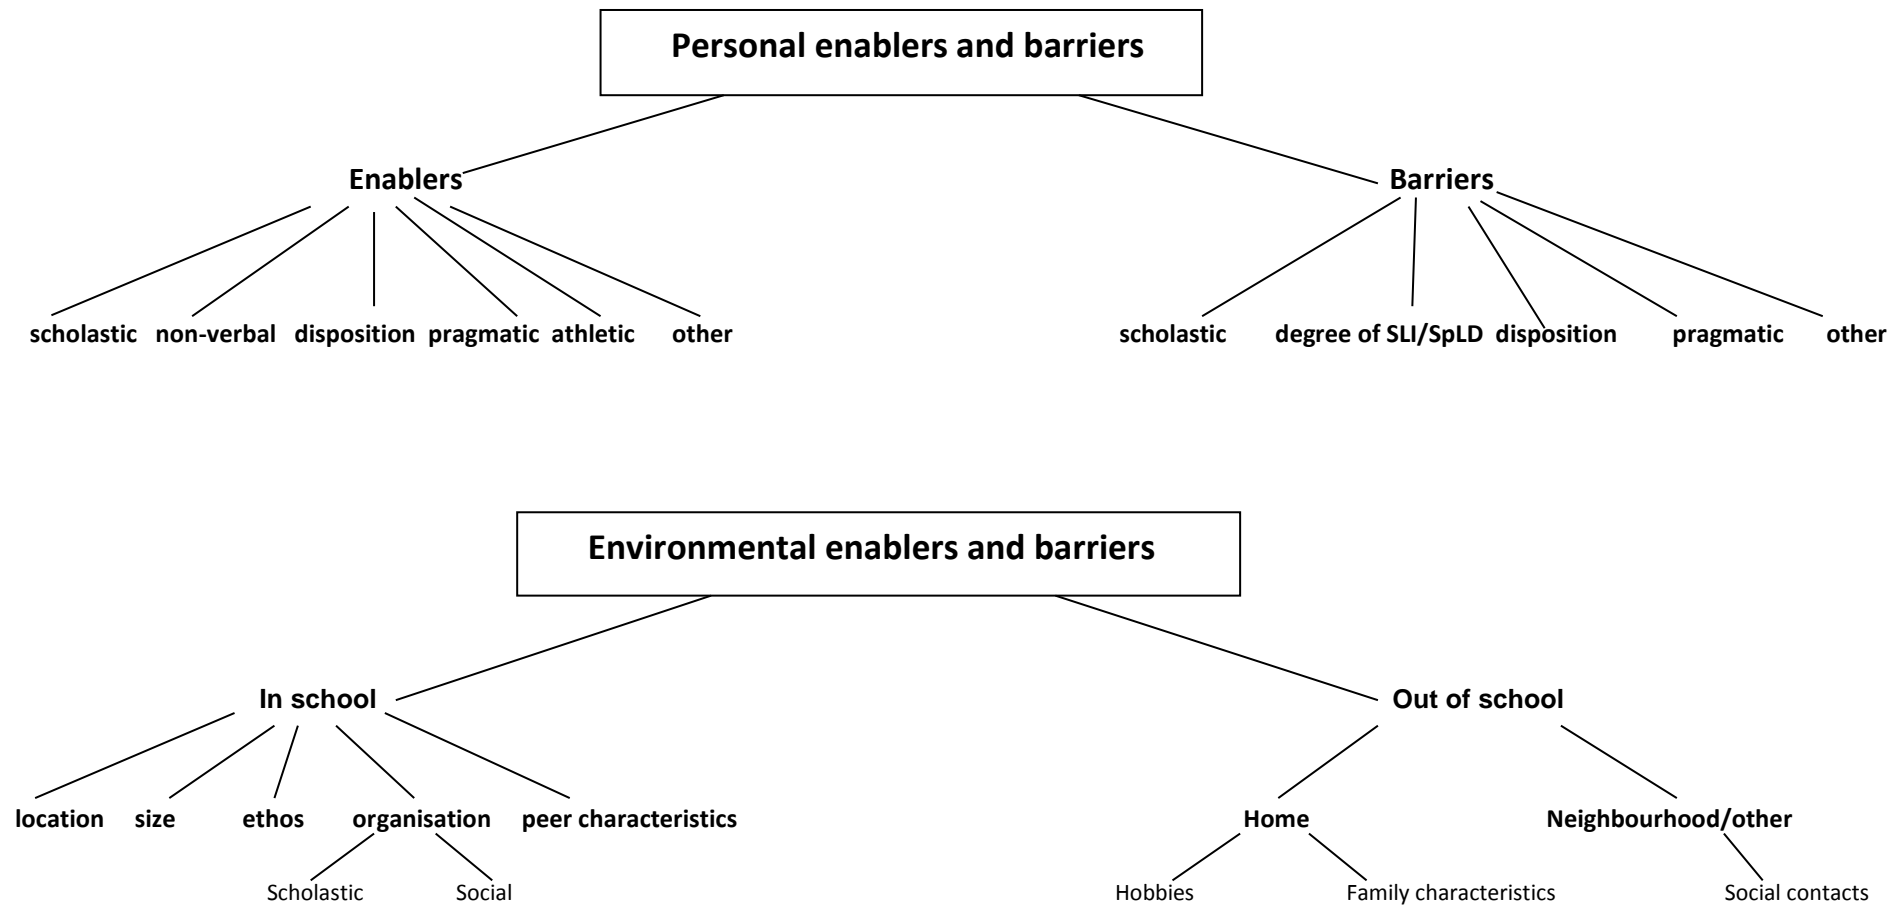 Personal enablers and barriers
Enablers
Barriers
scholastic non-verbal disposition pragmatic athletic other
scholastic degree of SLI/SpLD disposition pragmatic other
Environmental enablers and barriers
In school
Out of school
location size ethos organisation peer characteristics
Home Neighbourhood/other
Scholastic Social
Hobbies Family characteristics Social contacts